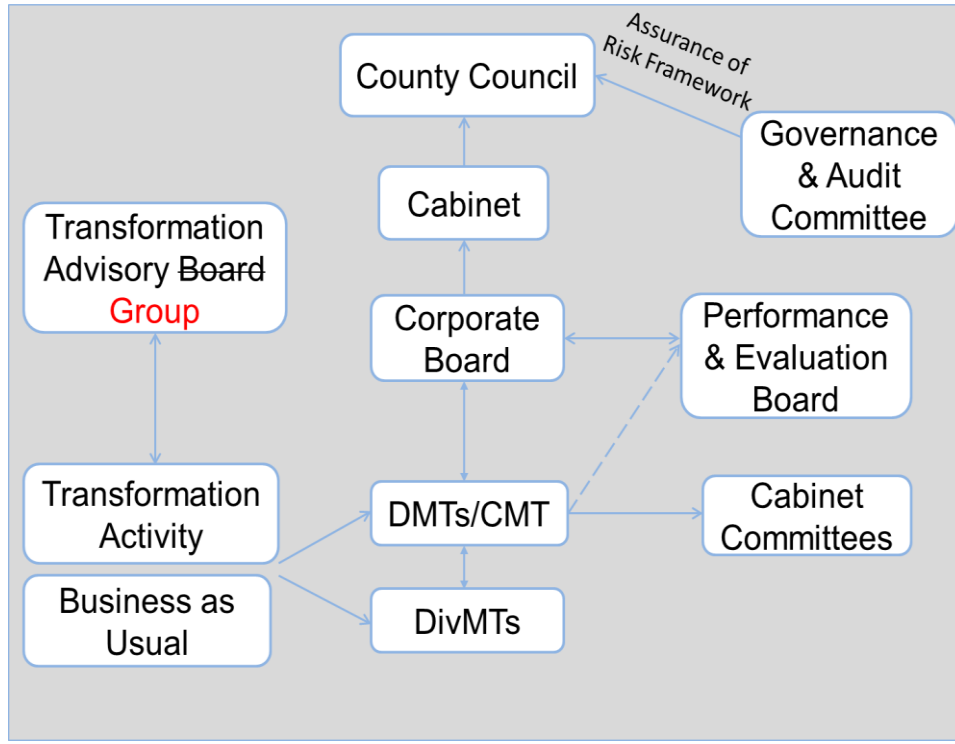 County Council
Assurance of
Risk Framework
Governance
& Audit
Committee
Cabinet
Transformation
Advisory Board
Group
Corporate
Board
Performance
& Evaluation
Board
Transformation
Activity
DMTs/CMT
Cabinet
Committees
Business as
Usual
DivMTs